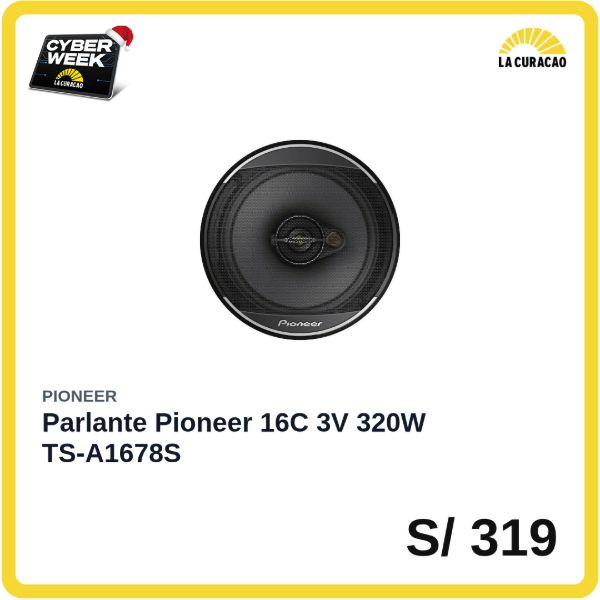 CYBER
WEEK
LA CURACAO
LA CURACAO
Pioneer
PIONEER
Parlante Pioneer 16C 3V 320W
TS-A1678S
S/ 319